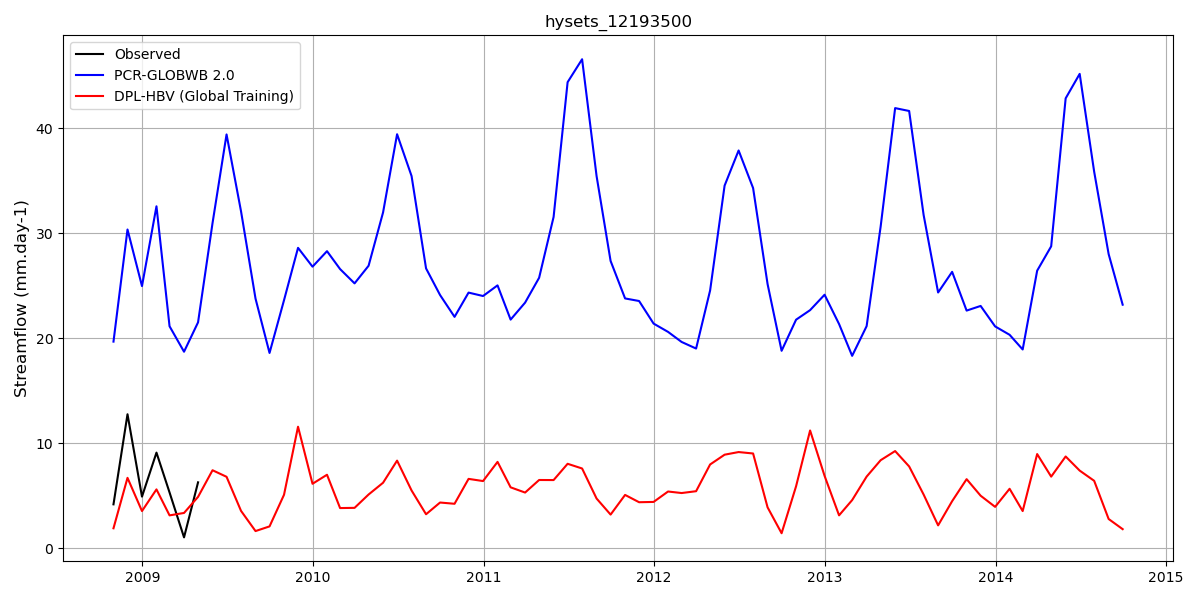 hysets_12193500
Observed
PCR-GLOBWB 2.0
DPL-HBV (Global Training)
Streamflow (mm.day-1)
40
30
20
10
0
2009 2010 2011 2012 2013 2014 2015